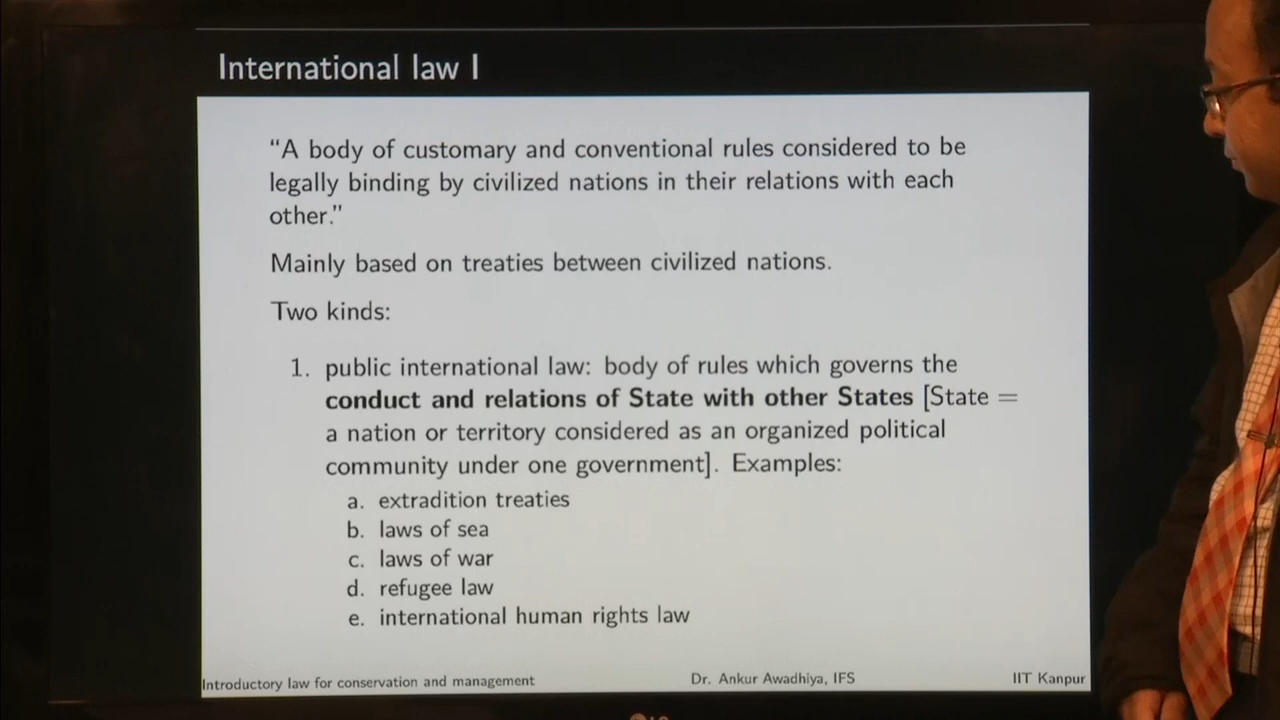 International law I
“A body of customary and conventional rules considered to be
legally binding by civilized nations in their relations with each
other.”
Mainly based on treaties between civilized nations.
Two kinds:
1. public international law: body of rules which governs the
conduct and relations of State with other States [State =
a nation or territory considered as an organized political
community under one government]. Examples:
a. extradition treaties
b. laws of sea
c. laws of war
d. refugee law
e. international human rights law
Introductory law for conservation and management Dr. Ankur Awadhiya, IFS IIT Kanpur